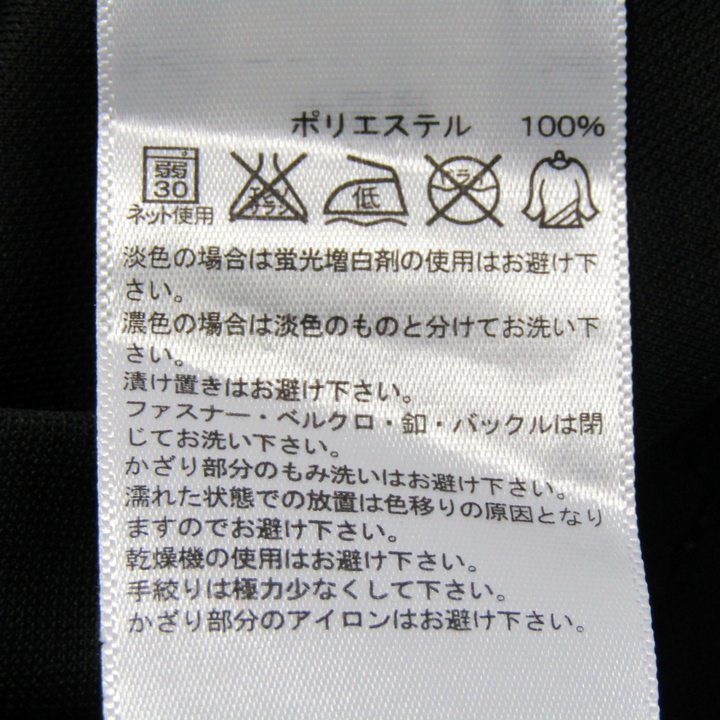 ポリエステル 100%
弱
30
ネット使用
エンソ
サラシ
低
ドライ
淡色の場合は蛍光増白剤の使用はお避け下
さい。
濃色の場合は淡色のものと分けてお洗い下
さい。
漬け置きはお避け下さい。
ファスナー・ベルクロ・釦・バックルは閉
じてお洗い下さい。
かざり部分のもみ洗いはお避け下さい。
濡れた状態での放置は色移りの原因となり
ますのでお避け下さい。
乾燥機の使用はお避け下さい。
手絞りは極力少なくして下さい。
かざり部分のアイロンはお避け下さい。